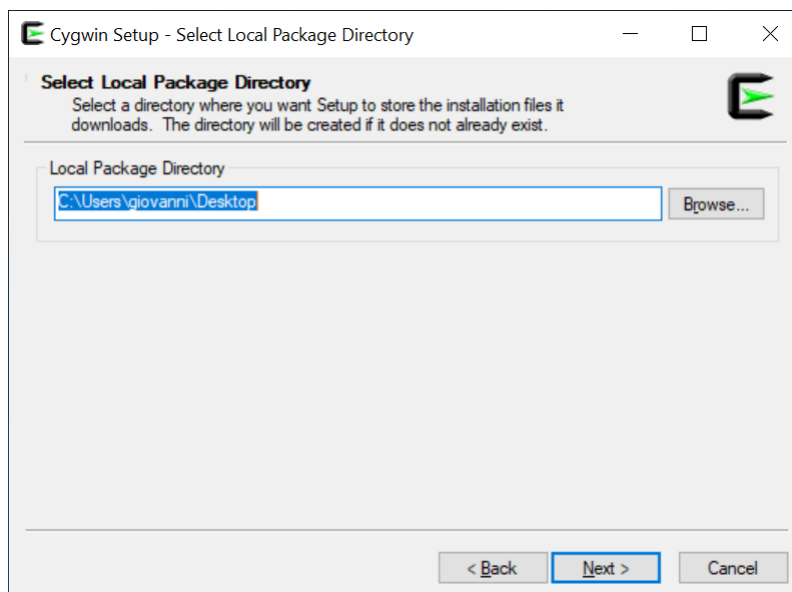 Cygwin Setup - Select Local Package Directory
Select Local Package Directory
Select a directory where you want Setup to store the installation files it
downloads. The directory will be created if it does not already exist.
Local Package Directory
C:\Users\giovanni\Desktop
Browse...
< Back
Next >
Cancel